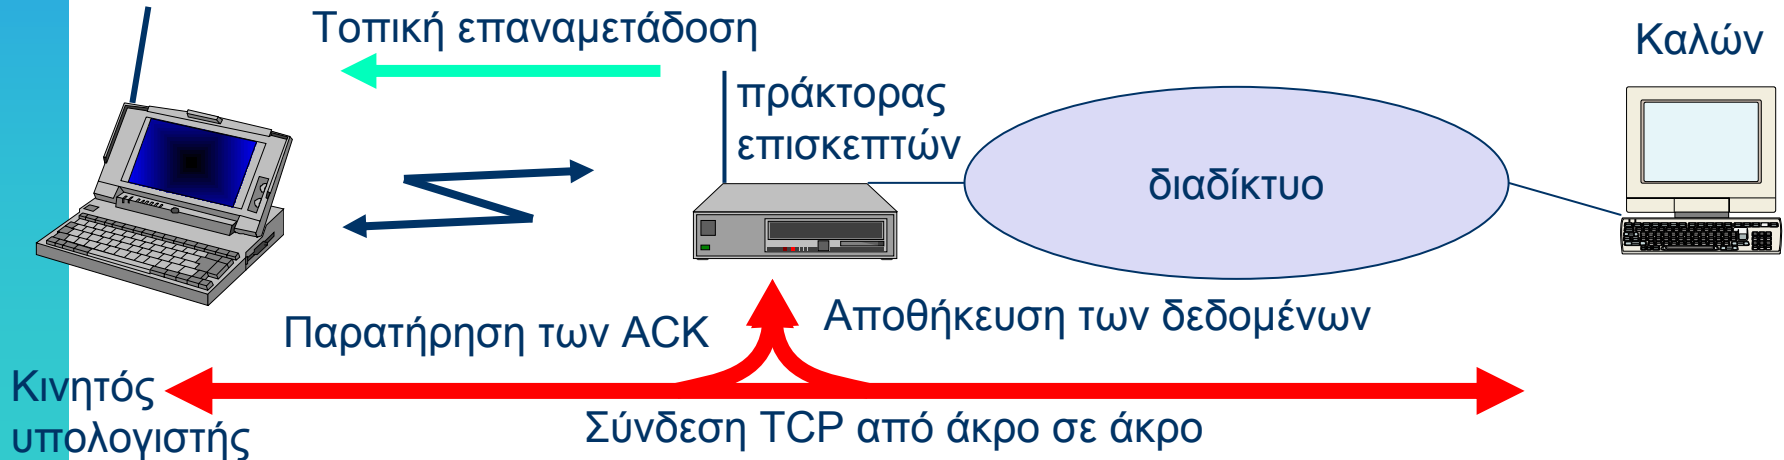 Τοπική επαναμετάδοση
Καλών
πράκτορας
επισκεπτών
διαδίκτυο
Παρατήρηση των ACK
Αποθήκευση των δεδομένων
Κινητός
υπολογιστής
Σύνδεση TCP από άκρο σε άκρο